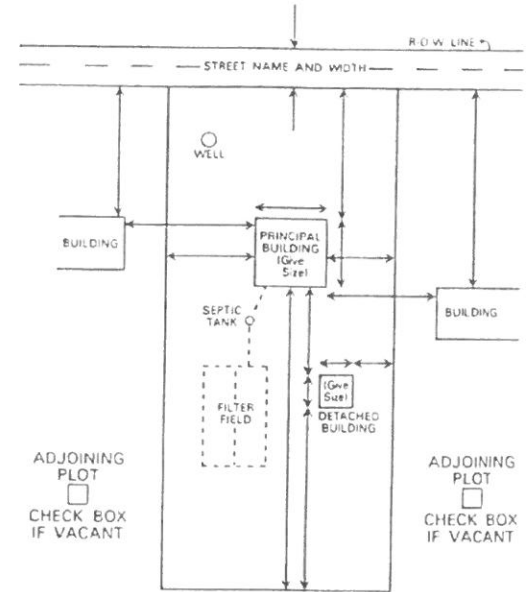 R·O·W· LINE
STREET NAME AND WIDTH
WELL
BUILDING
PRINCIPAL
BUILDING
(Give
Size)
SEPTIC
TANK
BUILDING
(Give
Size)
FILTER
FIELD
DETACHED
BUILDING
ADJOINING
PLOT
CHECK BOX
IF VACANT
ADJOINING
PLOT
CHECK BOX
IF VACANT